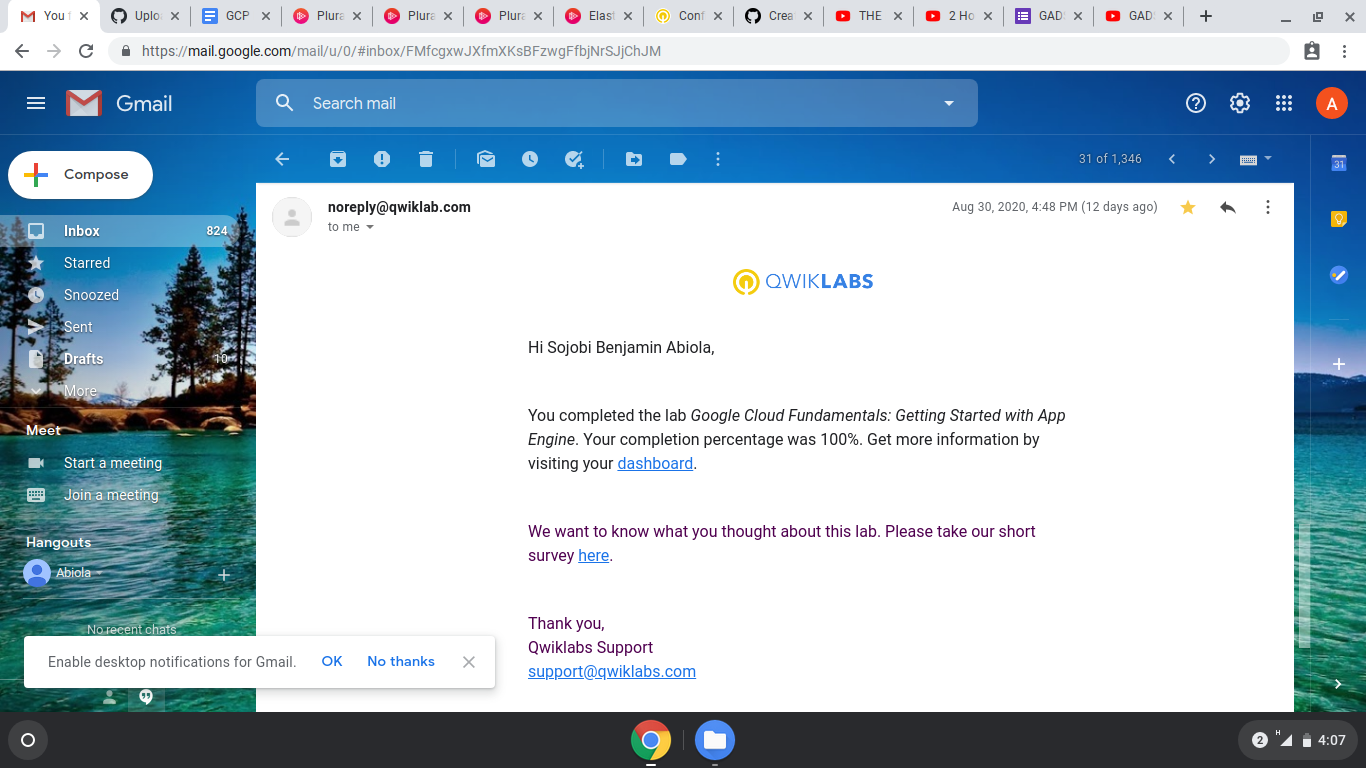 You f
Uplo
GCP
Plura
Plura
Plura
Elast
Conf
Creat
THE
2 Ho
GADS
GADS
https://mail.google.com/mail/u/0/#inbox/FMfcgxwJXfmXKsBFzwgFfbjNrSJjChJM
Gmail
Search mail
A
Compose
31 of 1,346
31
Inbox 824
Starred
Snoozed
Sent
Drafts 10
More
Meet
Start a meeting
Join a meeting
Hangouts
Abiola
No recent chats
noreply@qwiklab.com
Aug 30, 2020, 4:48 PM (12 days ago)
to me
QWIKLABS
Hi Sojobi Benjamin Abiola,
You completed the lab Google Cloud Fundamentals: Getting Started with App
Engine. Your completion percentage was 100%. Get more information by
visiting your dashboard.
We want to know what you thought about this lab. Please take our short
survey here.
Thank you,
Qwiklabs Support
support@qwiklabs.com
Enable desktop notifications for Gmail. OK No thanks
2 H 4:07